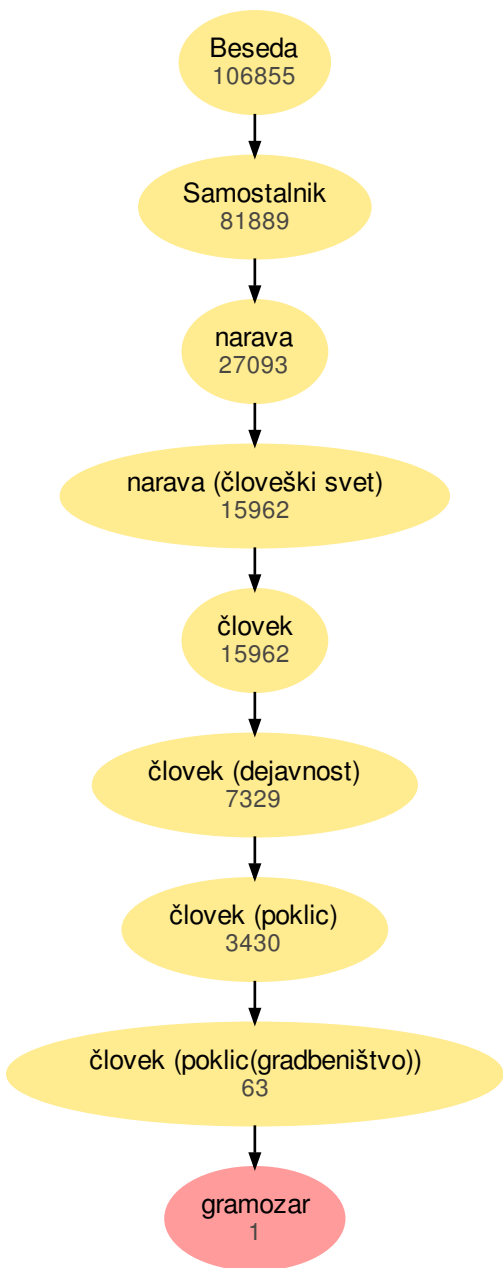 Beseda
106855
Samostalnik
81889
narava
27093
narava (človeški svet)
15962
človek
15962
človek (dejavnost)
7329
človek (poklic)
3430
človek (poklic(gradbeništvo))
63
gramozar
1